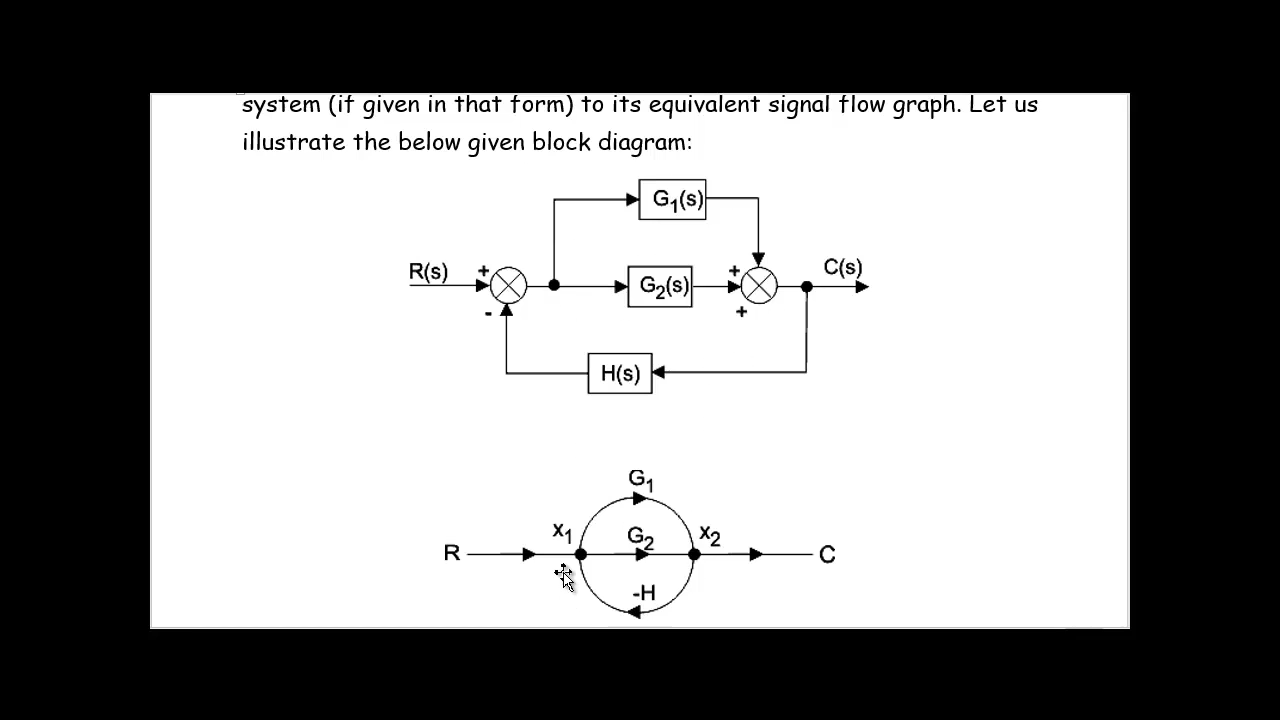 system (if given in that form) to its equivalent signal flow graph. Let us
illustrate the below given block diagram:
G1(s)
R(s) + G2(s) + C(s)
- +
H(s)
G1
x1 G2 x2
R C
-H